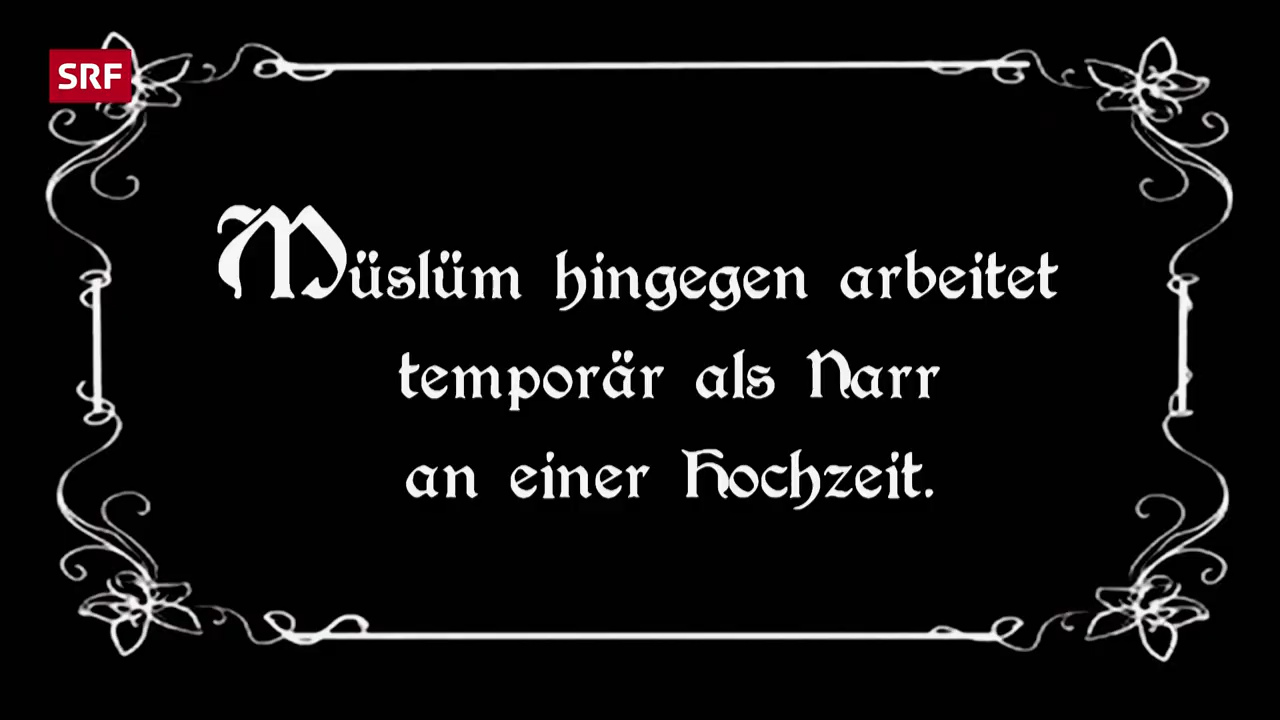 SRF
Müslüm hingegen arbeitet
temporär als Narr
an einer Hochzeit.